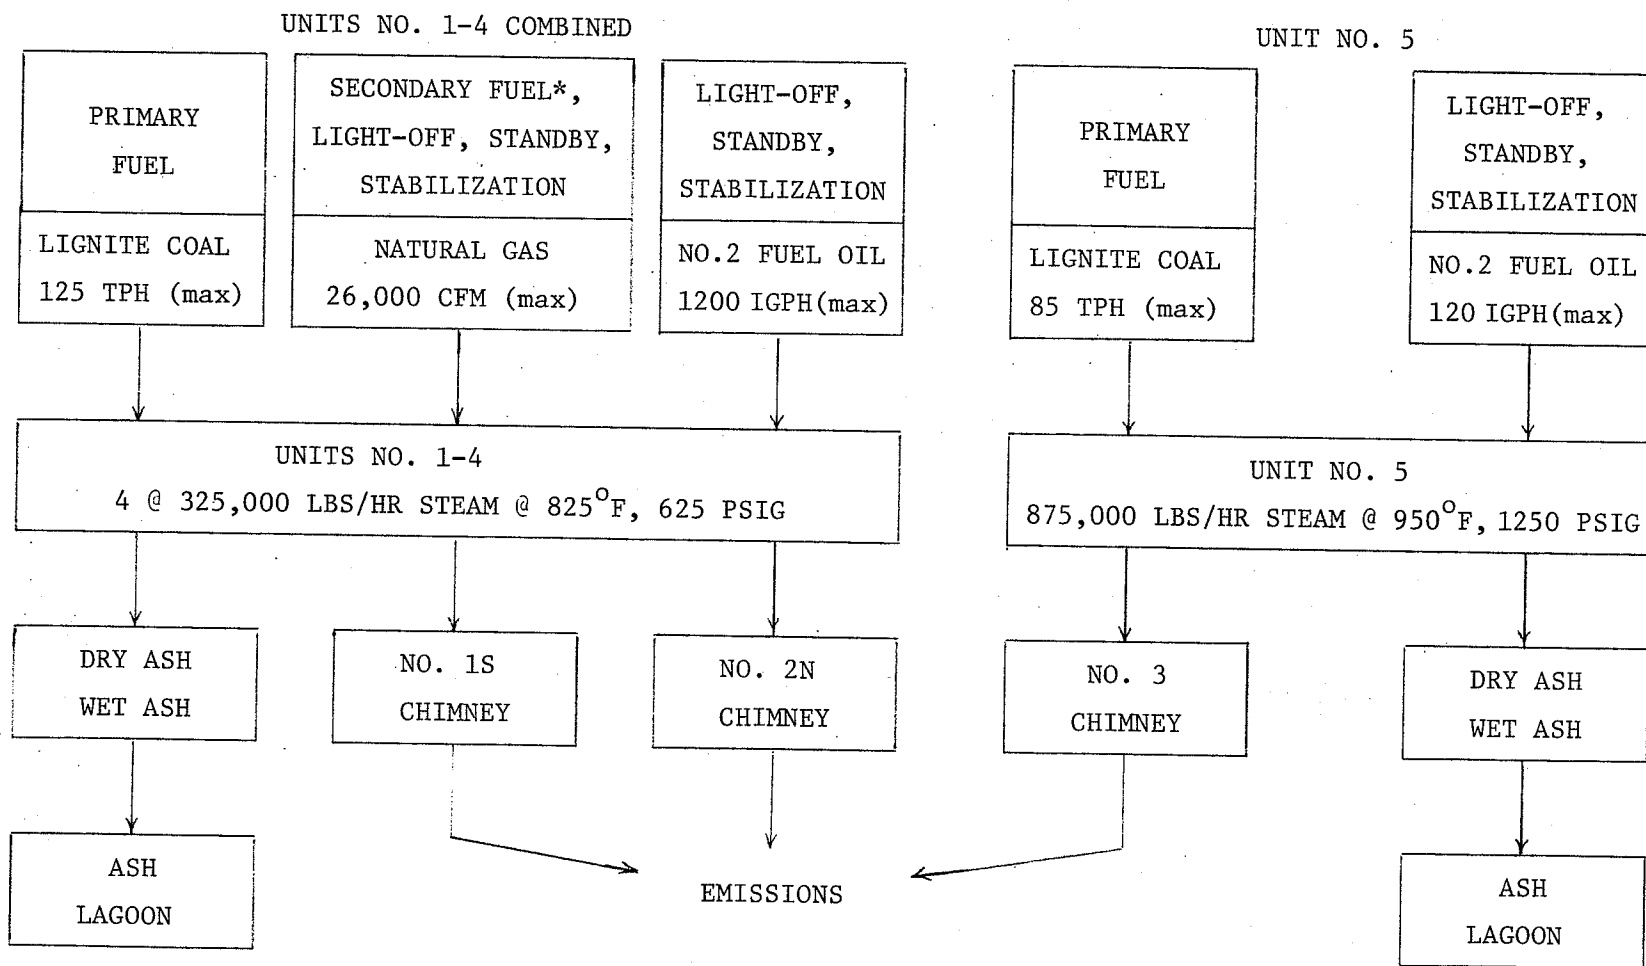 UNITS NO. 1-4 COMBINED
PRIMARY
FUEL
LIGNITE COAL
125 TPH (max)
SECONDARY FUEL*,
LIGHT-OFF, STANDBY,
STABILIZATION
NATURAL GAS
26,000 CFM (max)
LIGHT-OFF,
STANDBY,
STABILIZATION
NO.2 FUEL OIL
1200 IGPH(max)
UNITS NO. 1-4
4 @ 325,000 LBS/HR STEAM @ 825°F, 625 PSIG
DRY ASH
WET ASH
NO. 1S
CHIMNEY
NO. 2N
CHIMNEY
ASH
LAGOON
EMISSIONS
UNIT NO. 5
PRIMARY
FUEL
LIGNITE COAL
85 TPH (max)
LIGHT-OFF,
STANDBY,
STABILIZATION
NO.2 FUEL OIL
120 IGPH(max)
UNIT NO. 5
875,000 LBS/HR STEAM @ 950°F, 1250 PSIG
NO. 3
CHIMNEY
DRY ASH
WET ASH
ASH
LAGOON